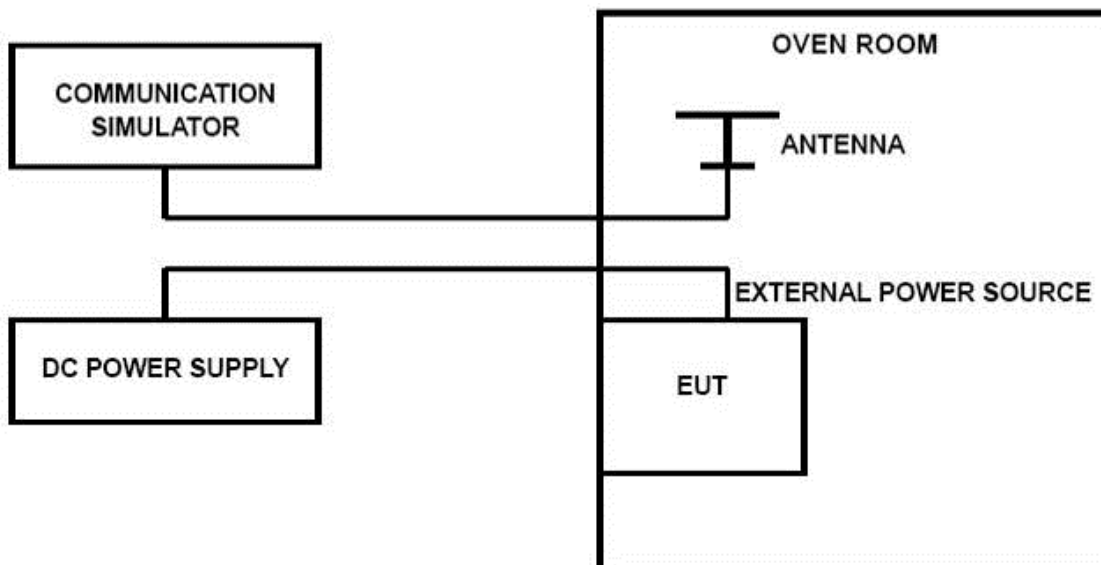 OVEN ROOM
COMMUNICATION
SIMULATOR
ANTENNA
EXTERNAL POWER SOURCE
DC POWER SUPPLY
EUT